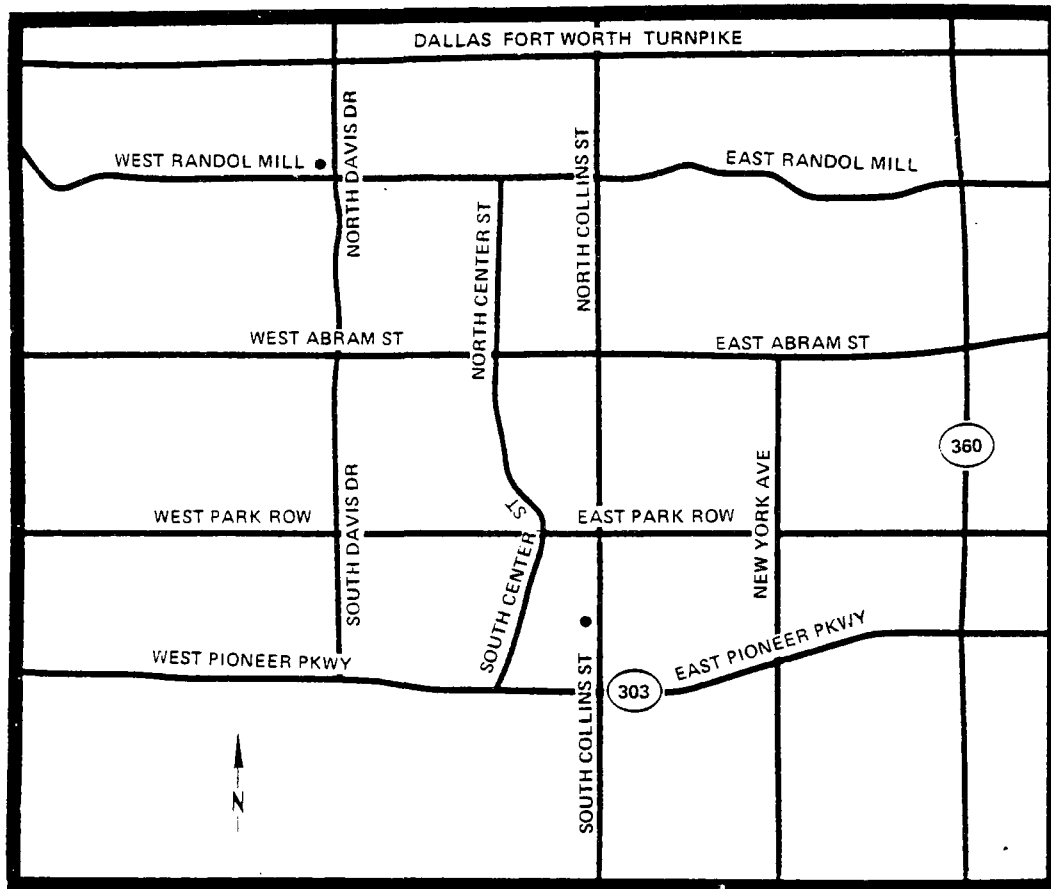 DALLAS FORT WORTH TURNPIKE
NORTH DAVIS DR
WEST RANDOL MILL
NORTH COLLINS ST
EAST RANDOL MILL
NORTH CENTER ST
WEST ABRAM ST
EAST ABRAM ST
360
SOUTH DAVIS DR
NEW YORK AVE
WEST PARK ROW
SOUTH CENTER ST
EAST PARK ROW
WEST PIONEER PKWY
EAST PIONEER PKWY
303
SOUTH COLLINS ST
N